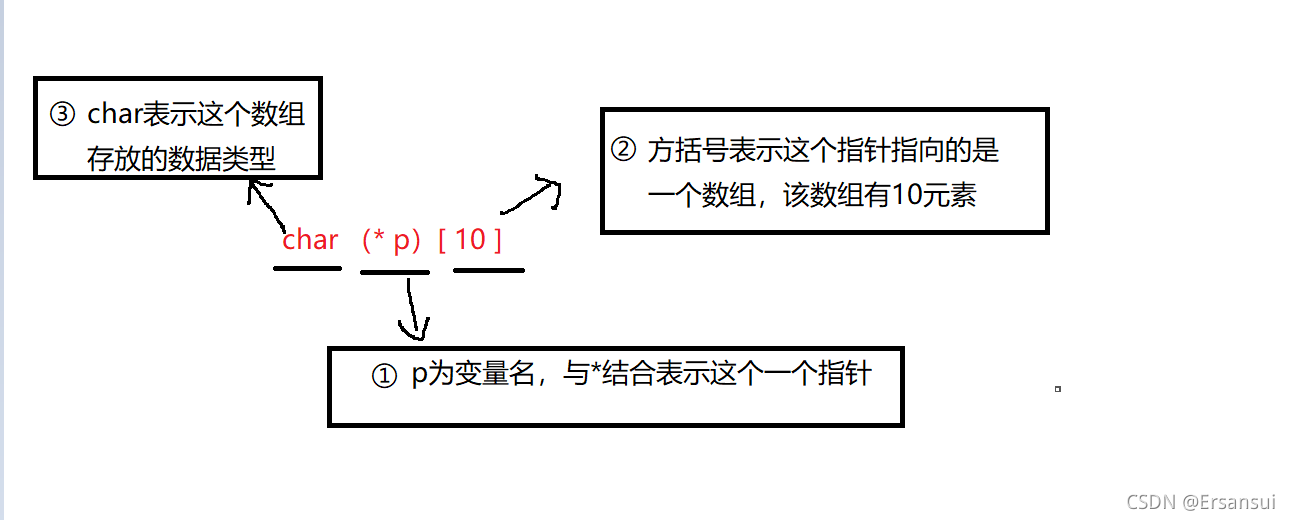 ③ char表示这个数组
存放的数据类型
② 方括号表示这个指针指向的是
一个数组，该数组有10元素
char （* p）[ 10 ]
① p为变量名，与*结合表示这个一个指针
CSDN @Ersansui